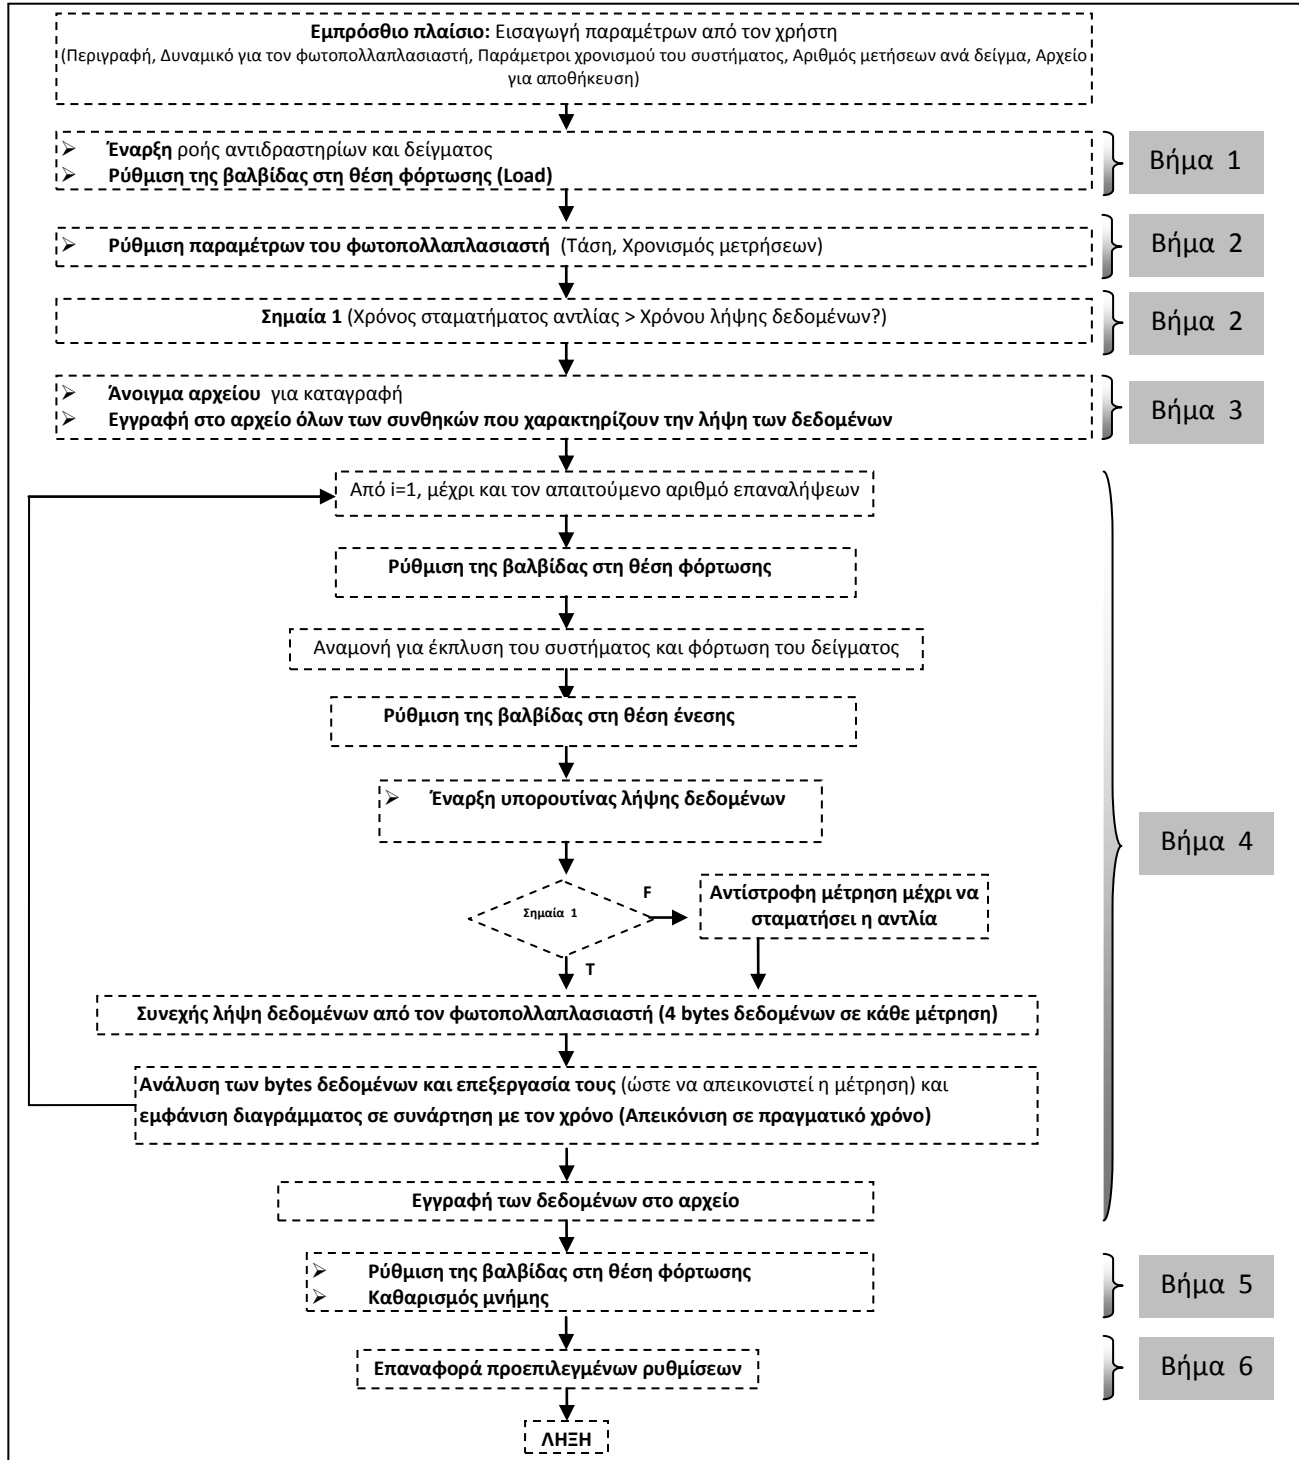 Εμπρόσθιο πλαίσιο: Εισαγωγή παραμέτρων από τον χρήστη
(Περιγραφή, Δυναμικό για τον φωτοπολλαπλασιαστή, Παράμετροι χρονισμού του συστήματος, Αριθμός μετήσεων ανά δείγμα, Αρχείο
για αποθήκευση)
➢ Έναρξη ροής αντιδραστηρίων και δείγματος
➢ Ρύθμιση της βαλβίδας στη θέση φόρτωσης (Load)
Βήμα 1
➢ Ρύθμιση παραμέτρων του φωτοπολλαπλασιαστή (Τάση, Χρονισμός μετρήσεων)
Βήμα 2
Σημαία 1 (Χρόνος σταματήματος αντλίας > Χρόνου λήψης δεδομένων?)
Βήμα 2
➢ Άνοιγμα αρχείου για καταγραφή
➢ Εγγραφή στο αρχείο όλων των συνθηκών που χαρακτηρίζουν την λήψη των δεδομένων
Βήμα 3
Από i=1, μέχρι και τον απαιτούμενο αριθμό επαναλήψεων
Ρύθμιση της βαλβίδας στη θέση φόρτωσης
Αναμονή για έκπλυση του συστήματος και φόρτωση του δείγματος
Ρύθμιση της βαλβίδας στη θέση ένεσης
➢ Έναρξη υπορουτίνας λήψης δεδομένων
Βήμα 4
Σημαία 1
F
Αντίστροφη μέτρηση μέχρι να
σταματήσει η αντλία
T
Συνεχής λήψη δεδομένων από τον φωτοπολλαπλασιαστή (4 bytes δεδομένων σε κάθε μέτρηση)
Ανάλυση των bytes δεδομένων και επεξεργασία τους (ώστε να απεικονιστεί η μέτρηση) και
εμφάνιση διαγράμματος σε συνάρτηση με τον χρόνο (Απεικόνιση σε πραγματικό χρόνο)
Εγγραφή των δεδομένων στο αρχείο
➢ Ρύθμιση της βαλβίδας στη θέση φόρτωσης
➢ Καθαρισμός μνήμης
Βήμα 5
Επαναφορά προεπιλεγμένων ρυθμίσεων
Βήμα 6
ΛΗΞΗ